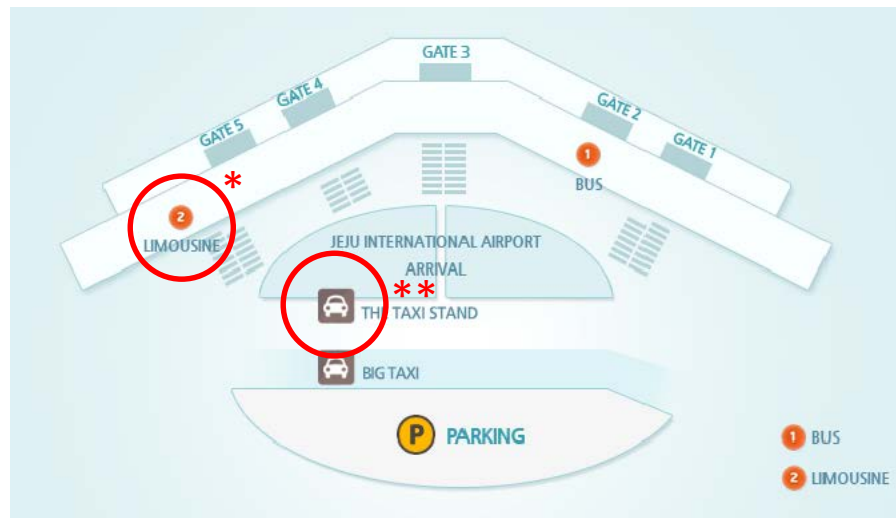 GATE 3
GATE 4
GATE 2
GATE 5
GATE 1
*
1
BUS
2
LIMOUSINE
JEJU INTERNATIONAL AIRPORT
ARRIVAL
**
THE TAXI STAND
BIG TAXI
P PARKING
1 BUS
2 LIMOUSINE